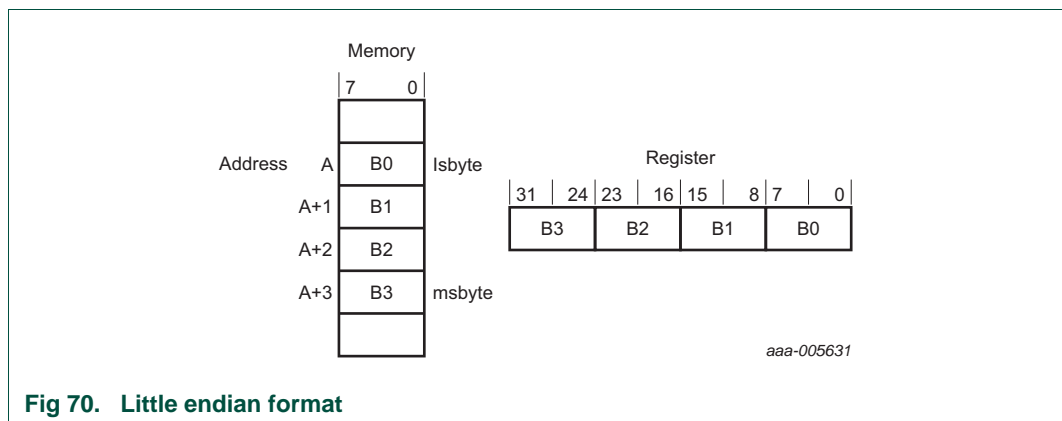 Memory
7 0
Address A B0 lsbyte
A+1 B1
A+2 B2
A+3 B3 msbyte
Register
31 24 23 16 15 8 7 0
B3 B2 B1 B0
aaa-005631
Fig 70. Little endian format